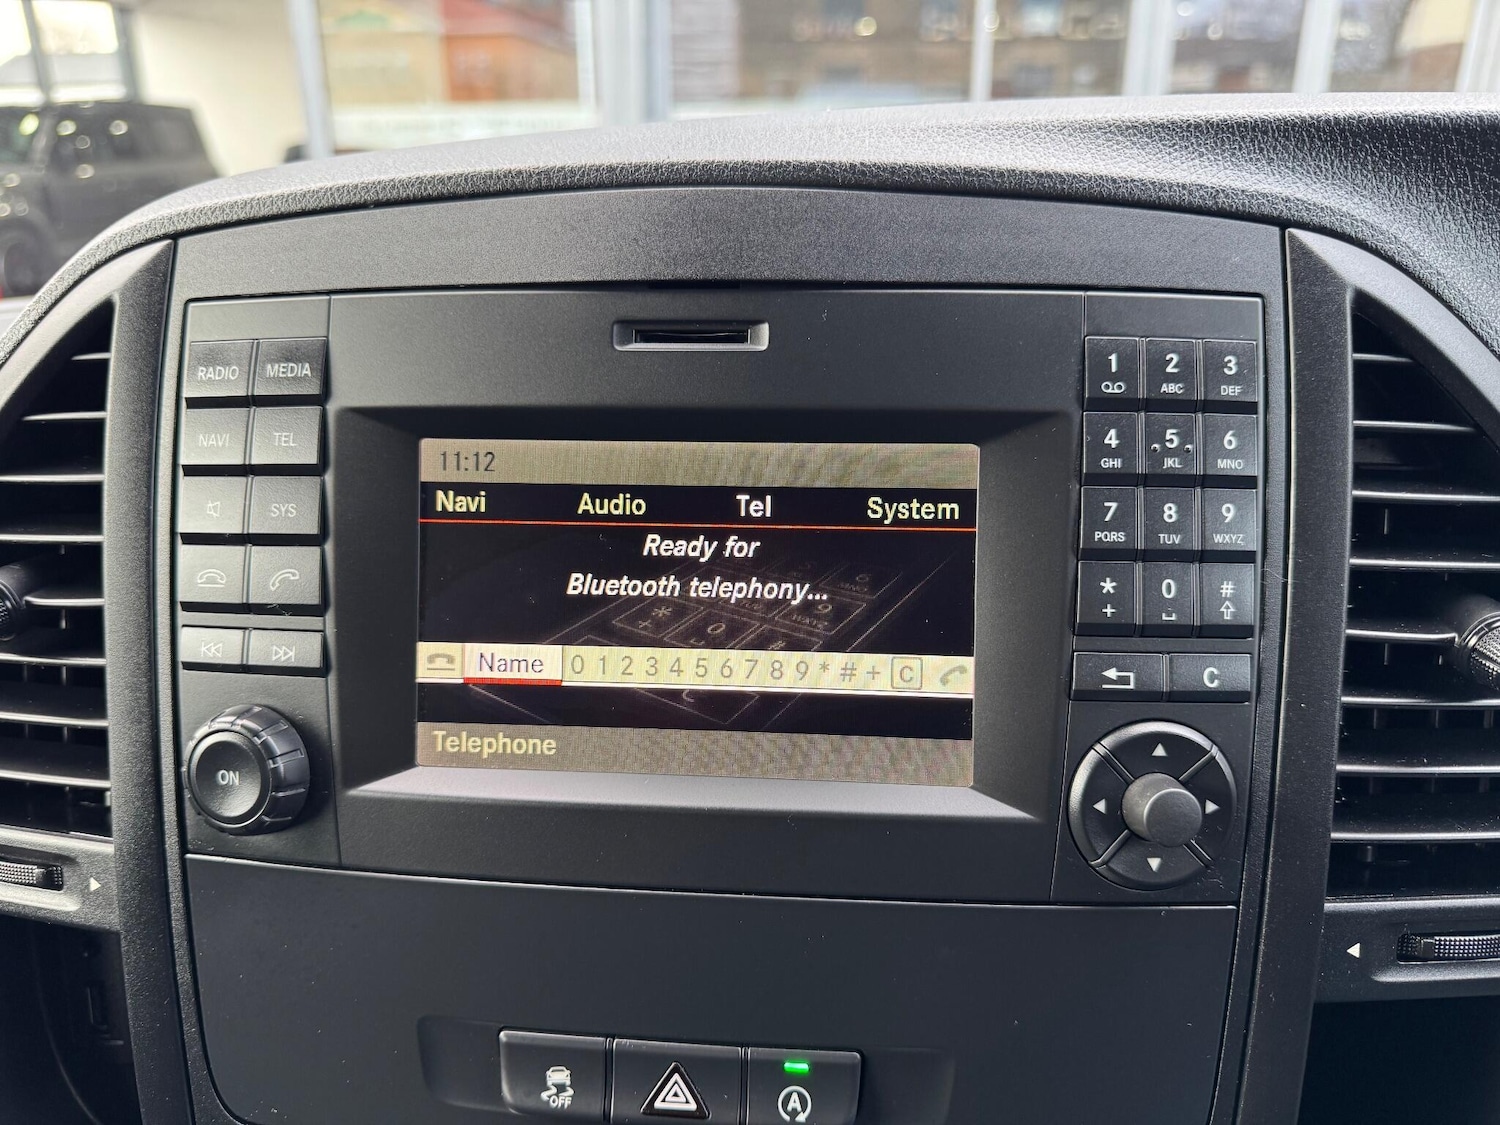 RADIO MEDIA
NAVI TEL
SYS
ON
11:12
Navi Audio Tel System
Ready for
Bluetooth telephony...
Name 0 1 2 3 4 5 6 7 8 9 * # + C
Telephone
1 2 3
ABC DEF
4 5 6
GHI JKL MNO
7 8 9
PQRS TUV WXYZ
* 0 #
+
C
OFF
A